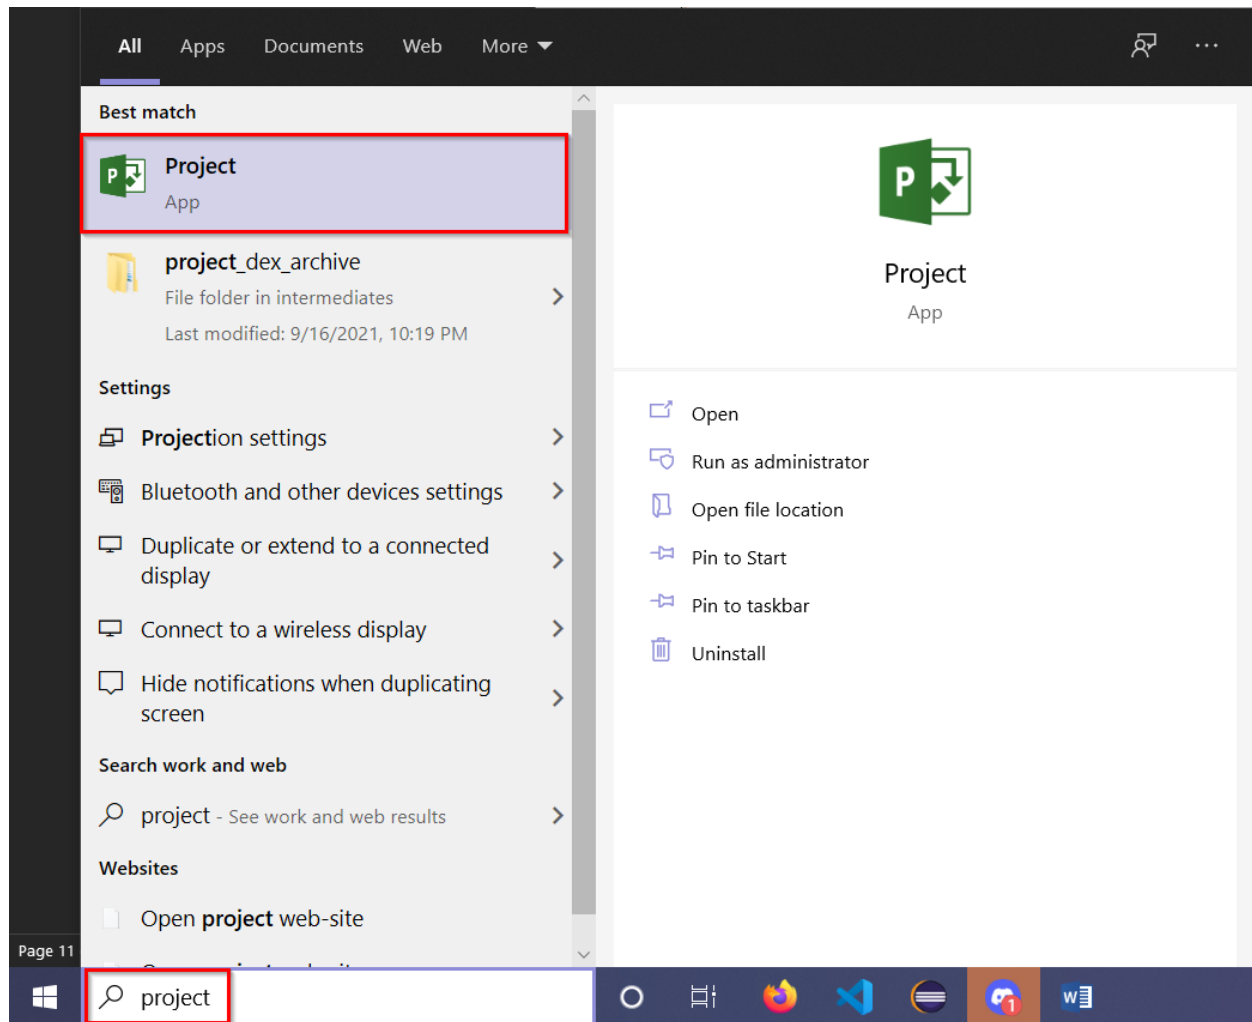 All Apps Documents Web More
Best match
Project
App
project_dex_archive
File folder in intermediates
Last modified: 9/16/2021, 10:19 PM
Settings
Projection settings
Bluetooth and other devices settings
Duplicate or extend to a connected
display
Connect to a wireless display
Hide notifications when duplicating
screen
Search work and web
project - See work and web results
Websites
Open project web-site
P
Project
App
Open
Run as administrator
Open file location
Pin to Start
Pin to taskbar
Uninstall
Page 11
project
1
W